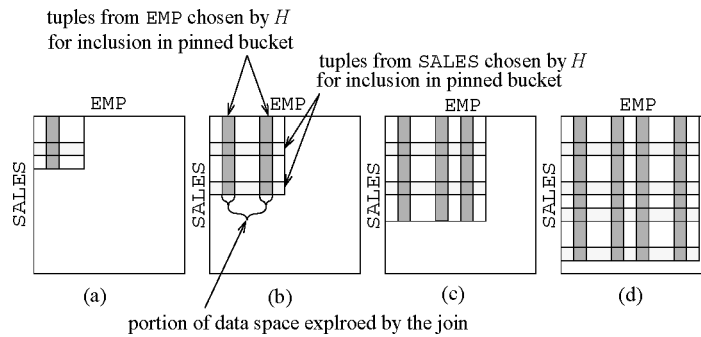 tuples from EMP chosen by H
for inclusion in pinned bucket
tuples from SALES chosen by H
for inclusion in pinned bucket
EMP
EMP
EMP
EMP
SALES
SALES
SALES
SALES
(a)
(b)
(c)
(d)
portion of data space explroed by the join